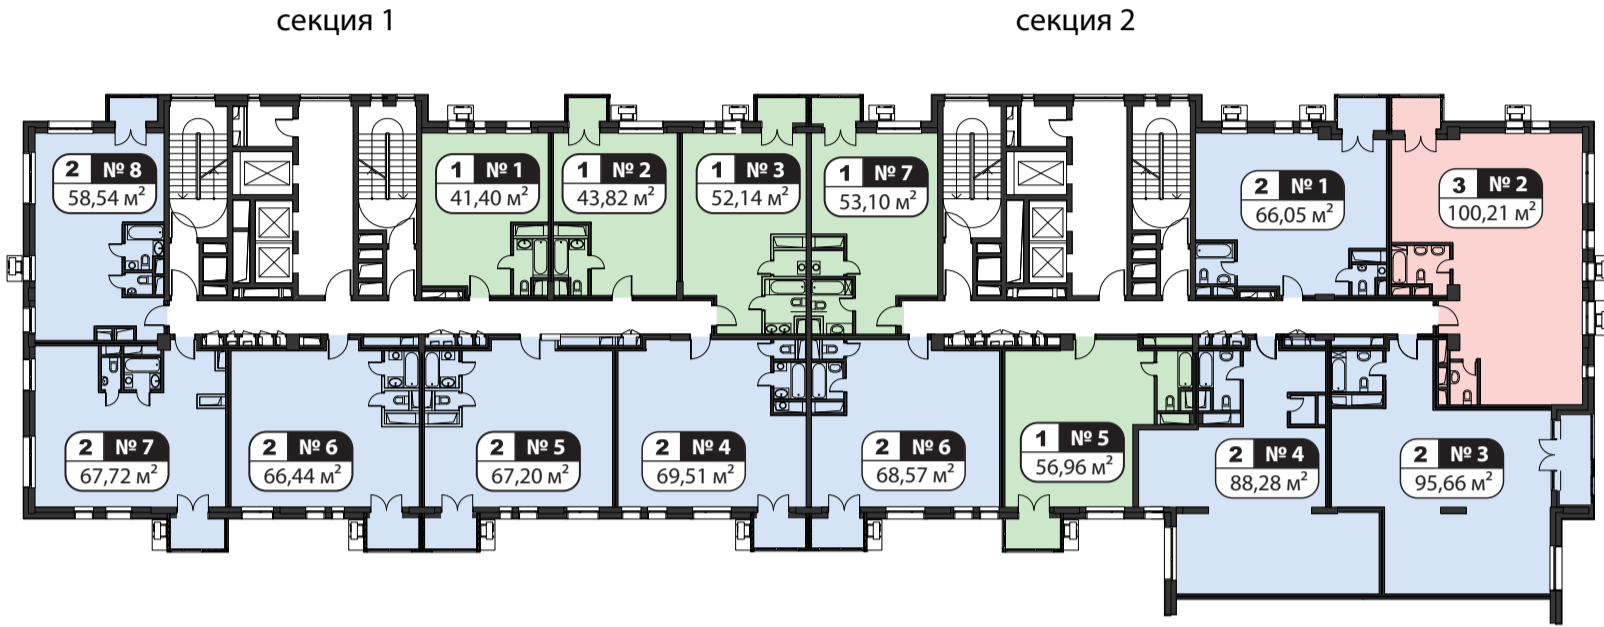 секция 1
секция 2
2 № 8
58,54 м²
1 № 1
41,40 м²
1 № 2
43,82 м²
1 № 3
52,14 м²
1 № 7
53,10 м²
2 № 1
66,05 м²
3 № 2
100,21 м²
2 № 7
67,72 м²
2 № 6
66,44 м²
2 № 5
67,20 м²
2 № 4
69,51 м²
2 № 6
68,57 м²
1 № 5
56,96 м²
2 № 4
88,28 м²
2 № 3
95,66 м²